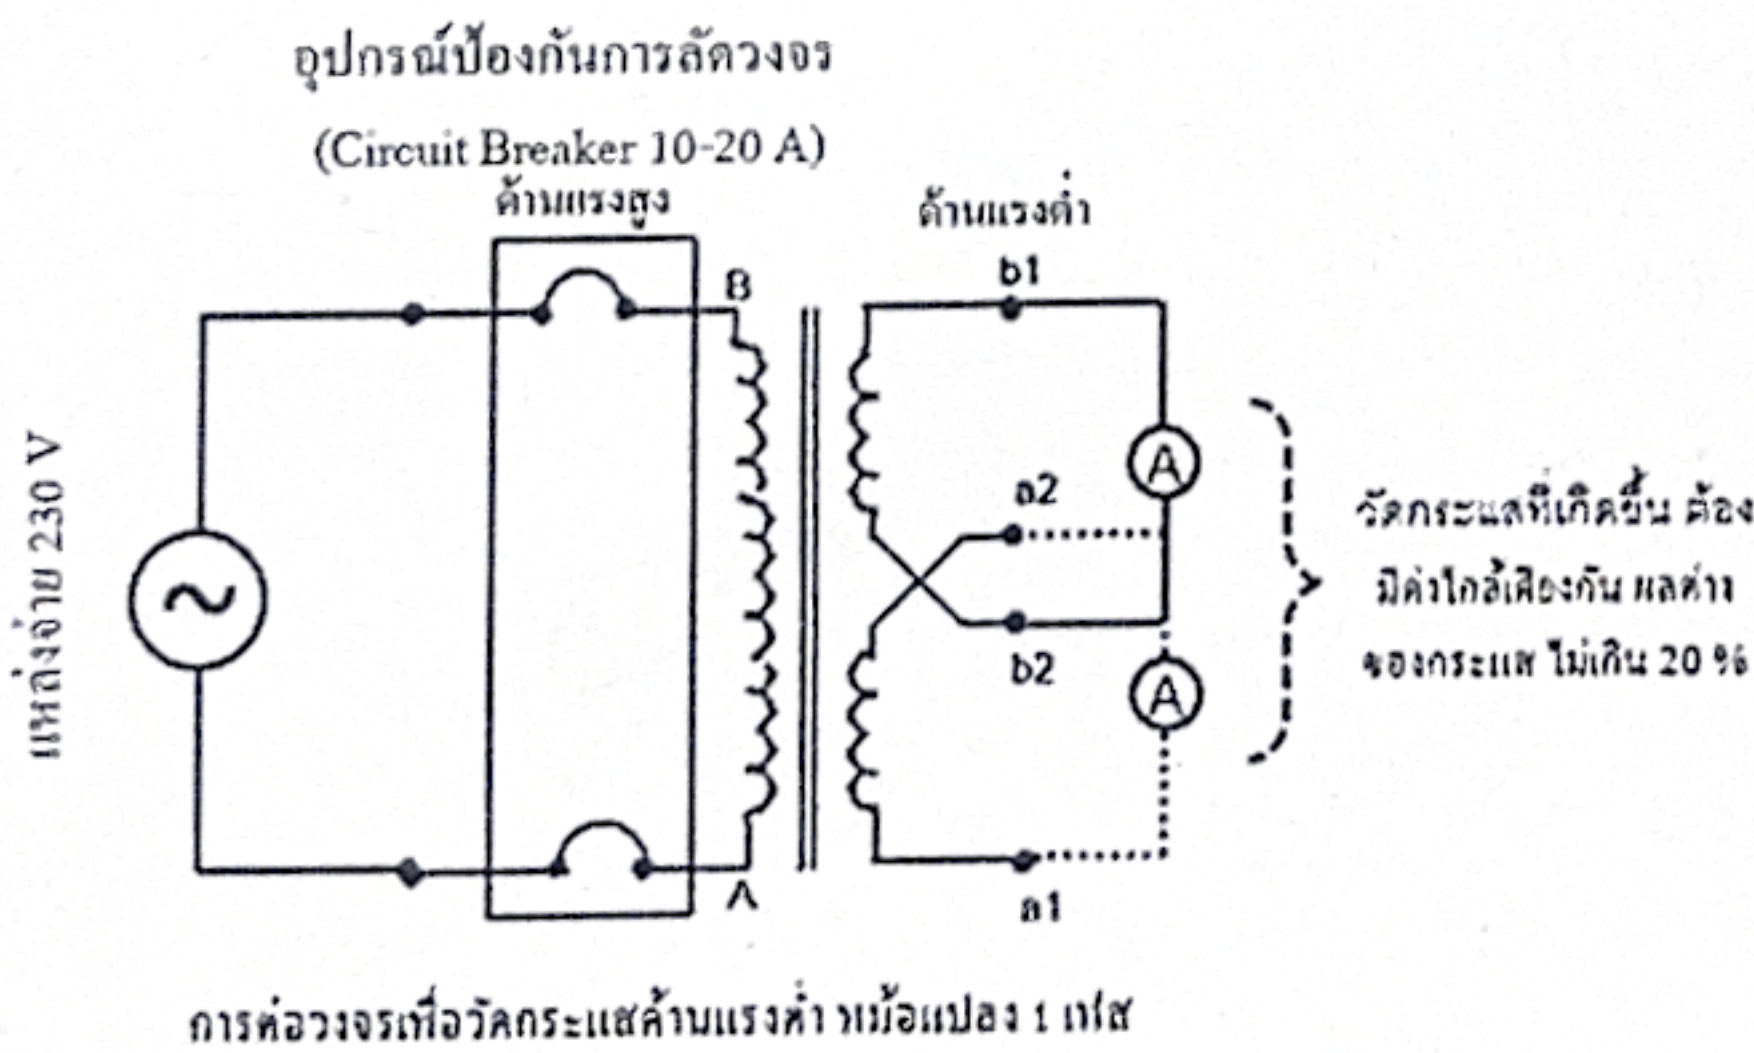 อุปกรณ์ป้องกันการลัดวงจร
(Circuit Breaker 10-20 A)
ด้านแรงสูง
ด้านแรงต่ำ
B
b1
A
a2
แหล่งจ่าย 230 V
b2
A
A
a1
วัดกระแสที่เกิดขึ้น ต้อง
มีค่าใกล้เคียงกัน ผลต่าง
ของกระแส ไม่เกิน 20 %
การต่อวงจรเพื่อวัดกระแสด้านแรงต่ำ หม้อแปลง 1 เฟส